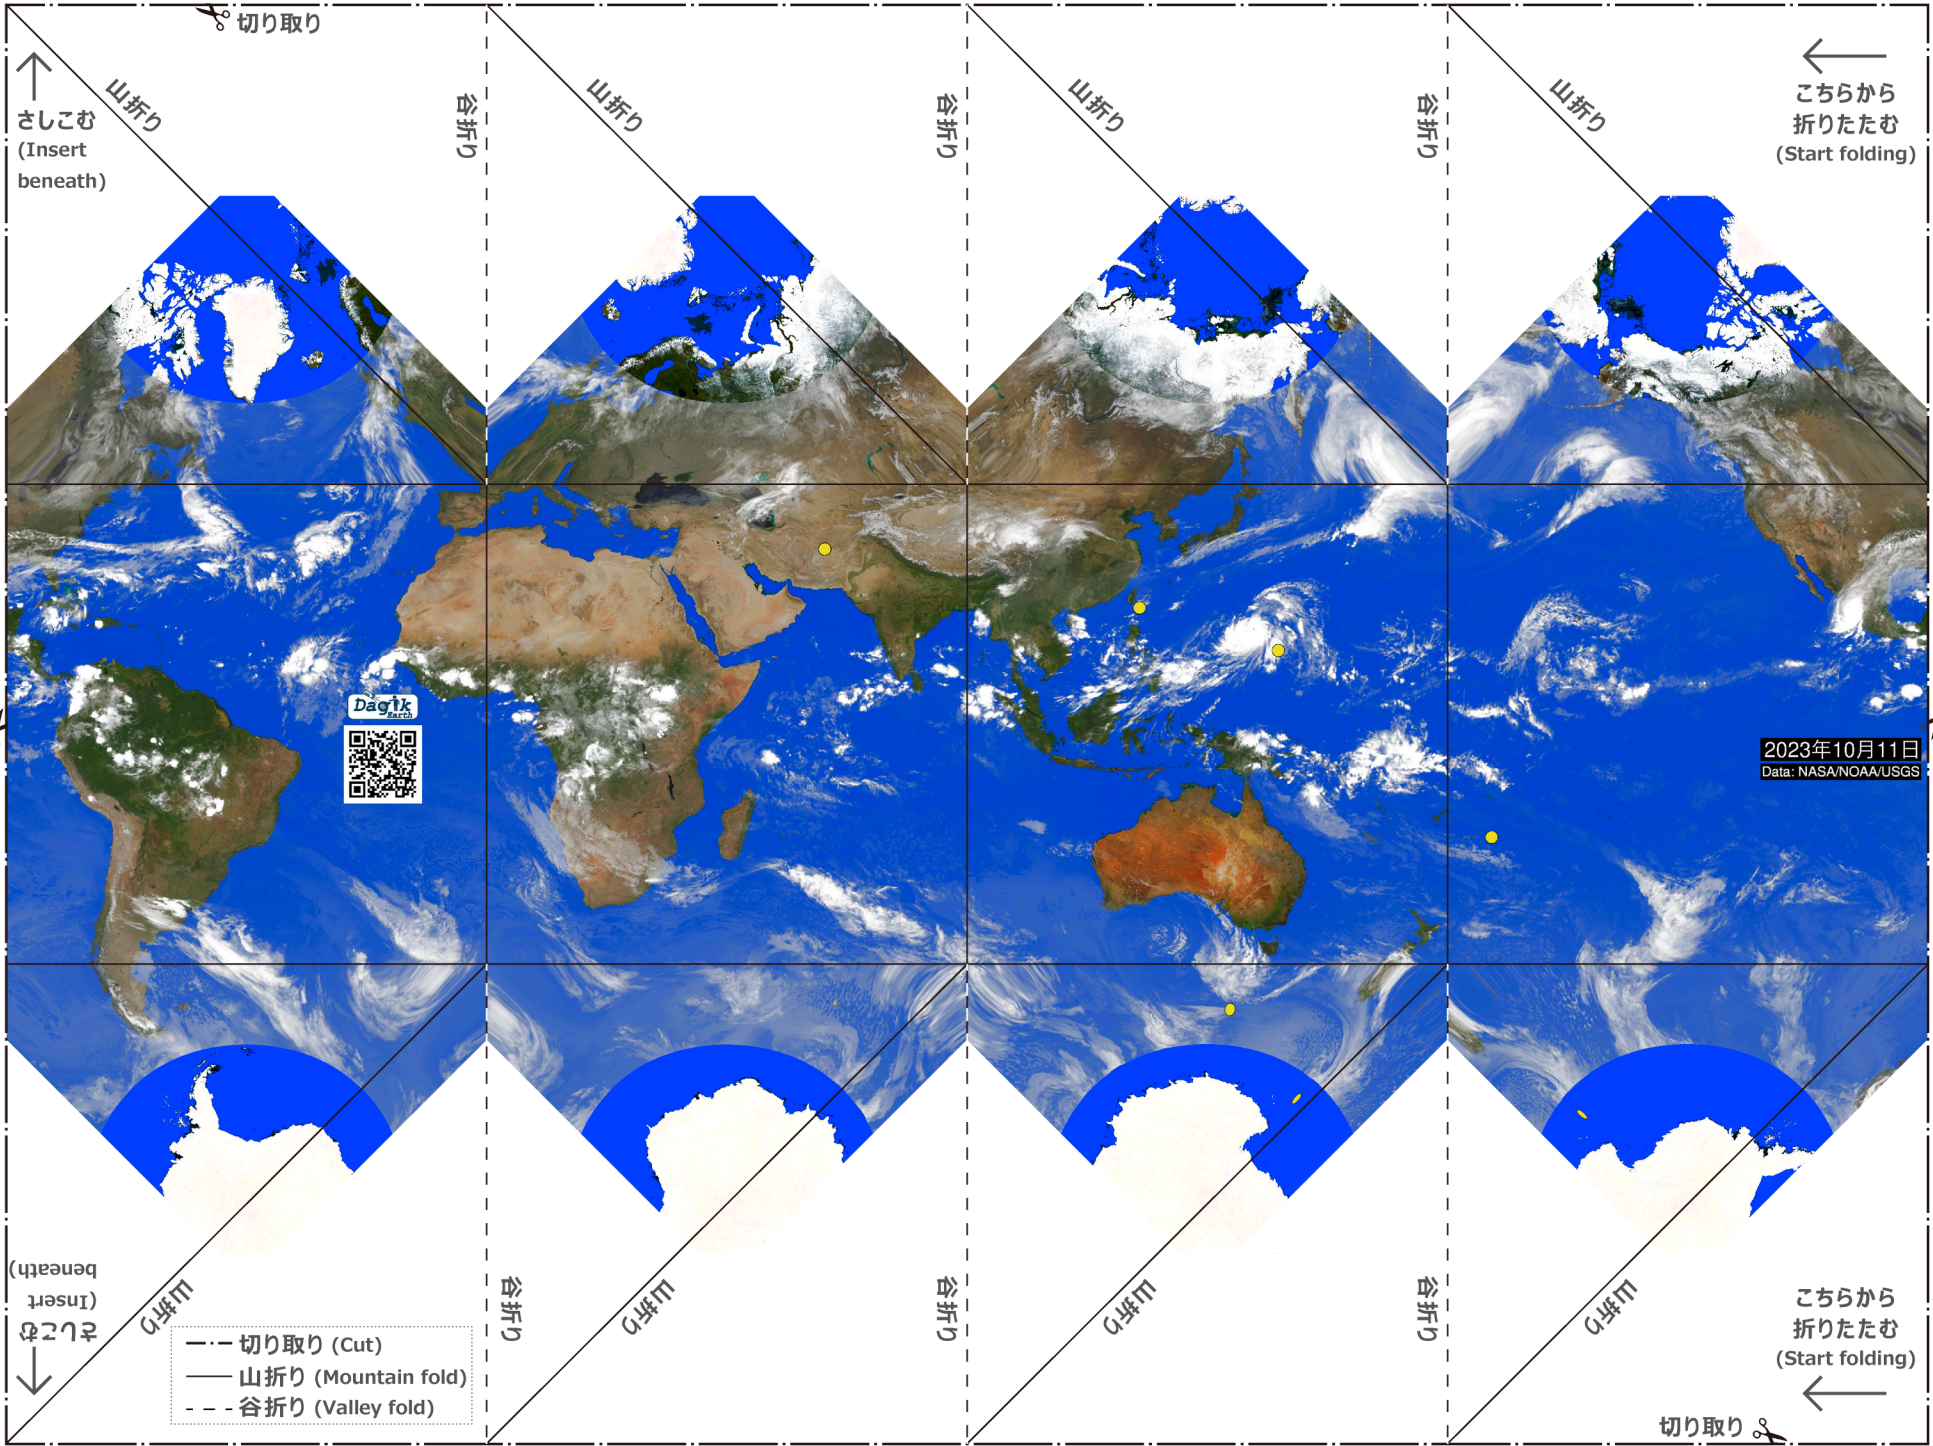 切り取り
山折り
谷折り
山折り
谷折り
山折り
谷折り
山折り
さしこむ
(Insert
beneath)
こちらから
折りたたむ
(Start folding)
Dagik
Earth
2023年10月11日
Data: NASA/NOAA/USGS
さしこむ
(Insert
beneath)
山折り
谷折り
山折り
谷折り
山折り
谷折り
山折り
こちらから
折りたたむ
(Start folding)
切り取り (Cut)
山折り (Mountain fold)
谷折り (Valley fold)
切り取り